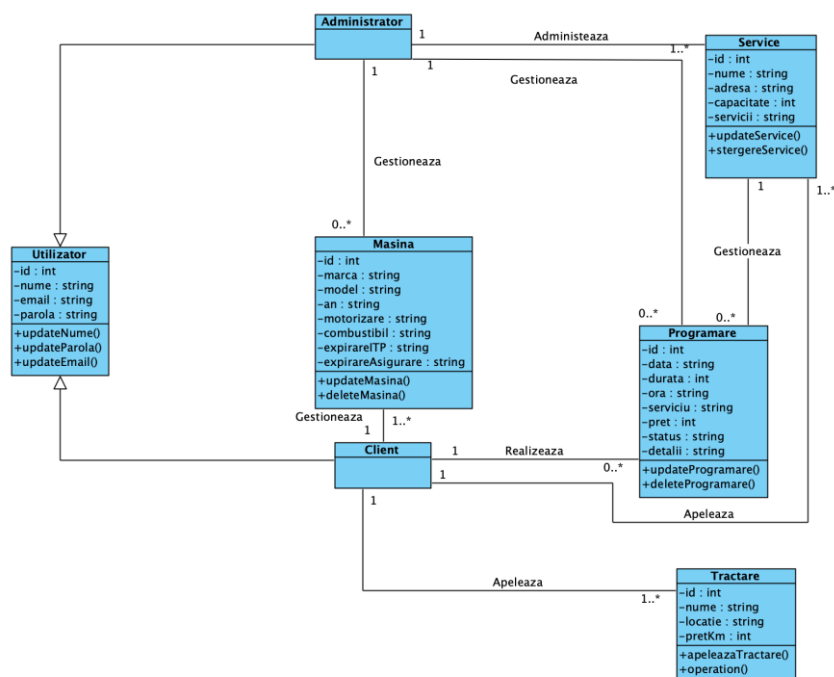 Administrator
1
Administeaza
1..*
1
1
Gestioneaza
Service
-id : int
-nume : string
-adresa : string
-capacitate : int
-servicii : string
+updateService()
+stergereService()
1
1..*
Gestioneaza
Gestioneaza
0..*
Utilizator
-id : int
-nume : string
-email : string
-parola : string
+updateNume()
+updateParola()
+updateEmail()
Masina
-id : int
-marca : string
-model : string
-an : string
-motorizare : string
-combustibil : string
-expirareITP : string
-expirareAsigurare : string
+updateMasina()
+deleteMasina()
0..*
0..*
Programare
-id : int
-data : string
-durata : int
-ora : string
-serviciu : string
-pret : int
-status : string
-detalii : string
+updateProgramare()
+deleteProgramare()
Gestioneaza
1
1..*
Client
1
Realizeaza
0..*
1
1
Apeleaza
Apeleaza
1..*
Tractare
-id : int
-nume : string
-locatie : string
-pretKm : int
+apeleazaTractare()
+operation()